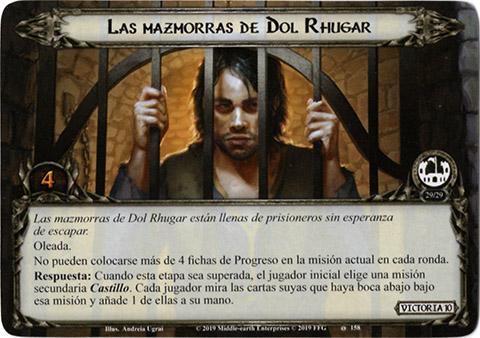 Las mazmorras de Dol Rhugar
4
29/29
Las mazmorras de Dol Rhugar están llenas de prisioneros sin esperanza
de escapar.
Oleada.
No pueden colocarse más de 4 fichas de Progreso en la misión actual en cada ronda.
Respuesta: Cuando esta etapa sea superada, el jugador inicial elige una misión
secundaria Castillo. Cada jugador mira las cartas suyas que haya boca abajo bajo
esa misión y añade 1 de ellas a su mano.
Victoria 10
Illus. Andreia Ugrai
© 2019 Middle-earth Enterprises © 2019 FFG
158